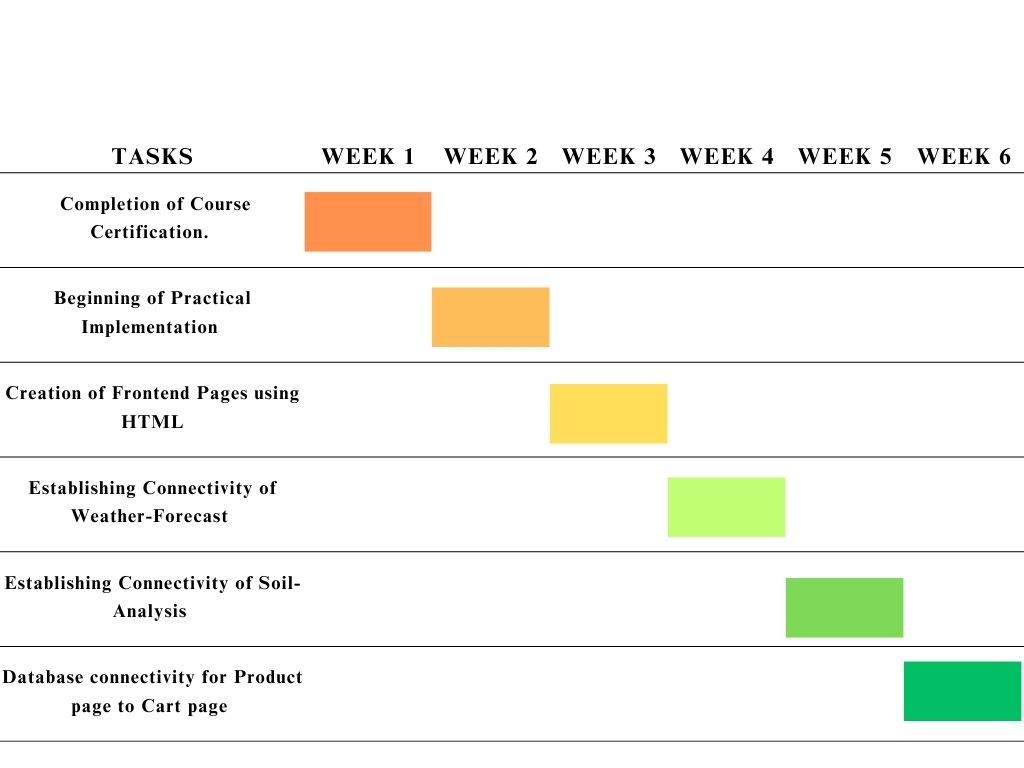 TASKS WEEK 1 WEEK 2 WEEK 3 WEEK 4 WEEK 5 WEEK 6
Completion of Course
Certification.
Beginning of Practical
Implementation
Creation of Frontend Pages using
HTML
Establishing Connectivity of
Weather-Forecast
Establishing Connectivity of Soil-
Analysis
Database connectivity for Product
page to Cart page